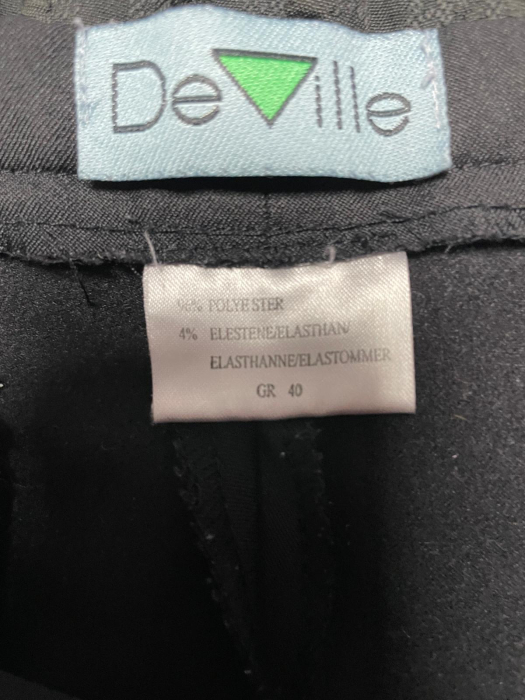 DeVille
96% POLYESTER
4% ELESTENE/ELASTHAN/
ELASTHANNE/ELASTOMMER
GR 40